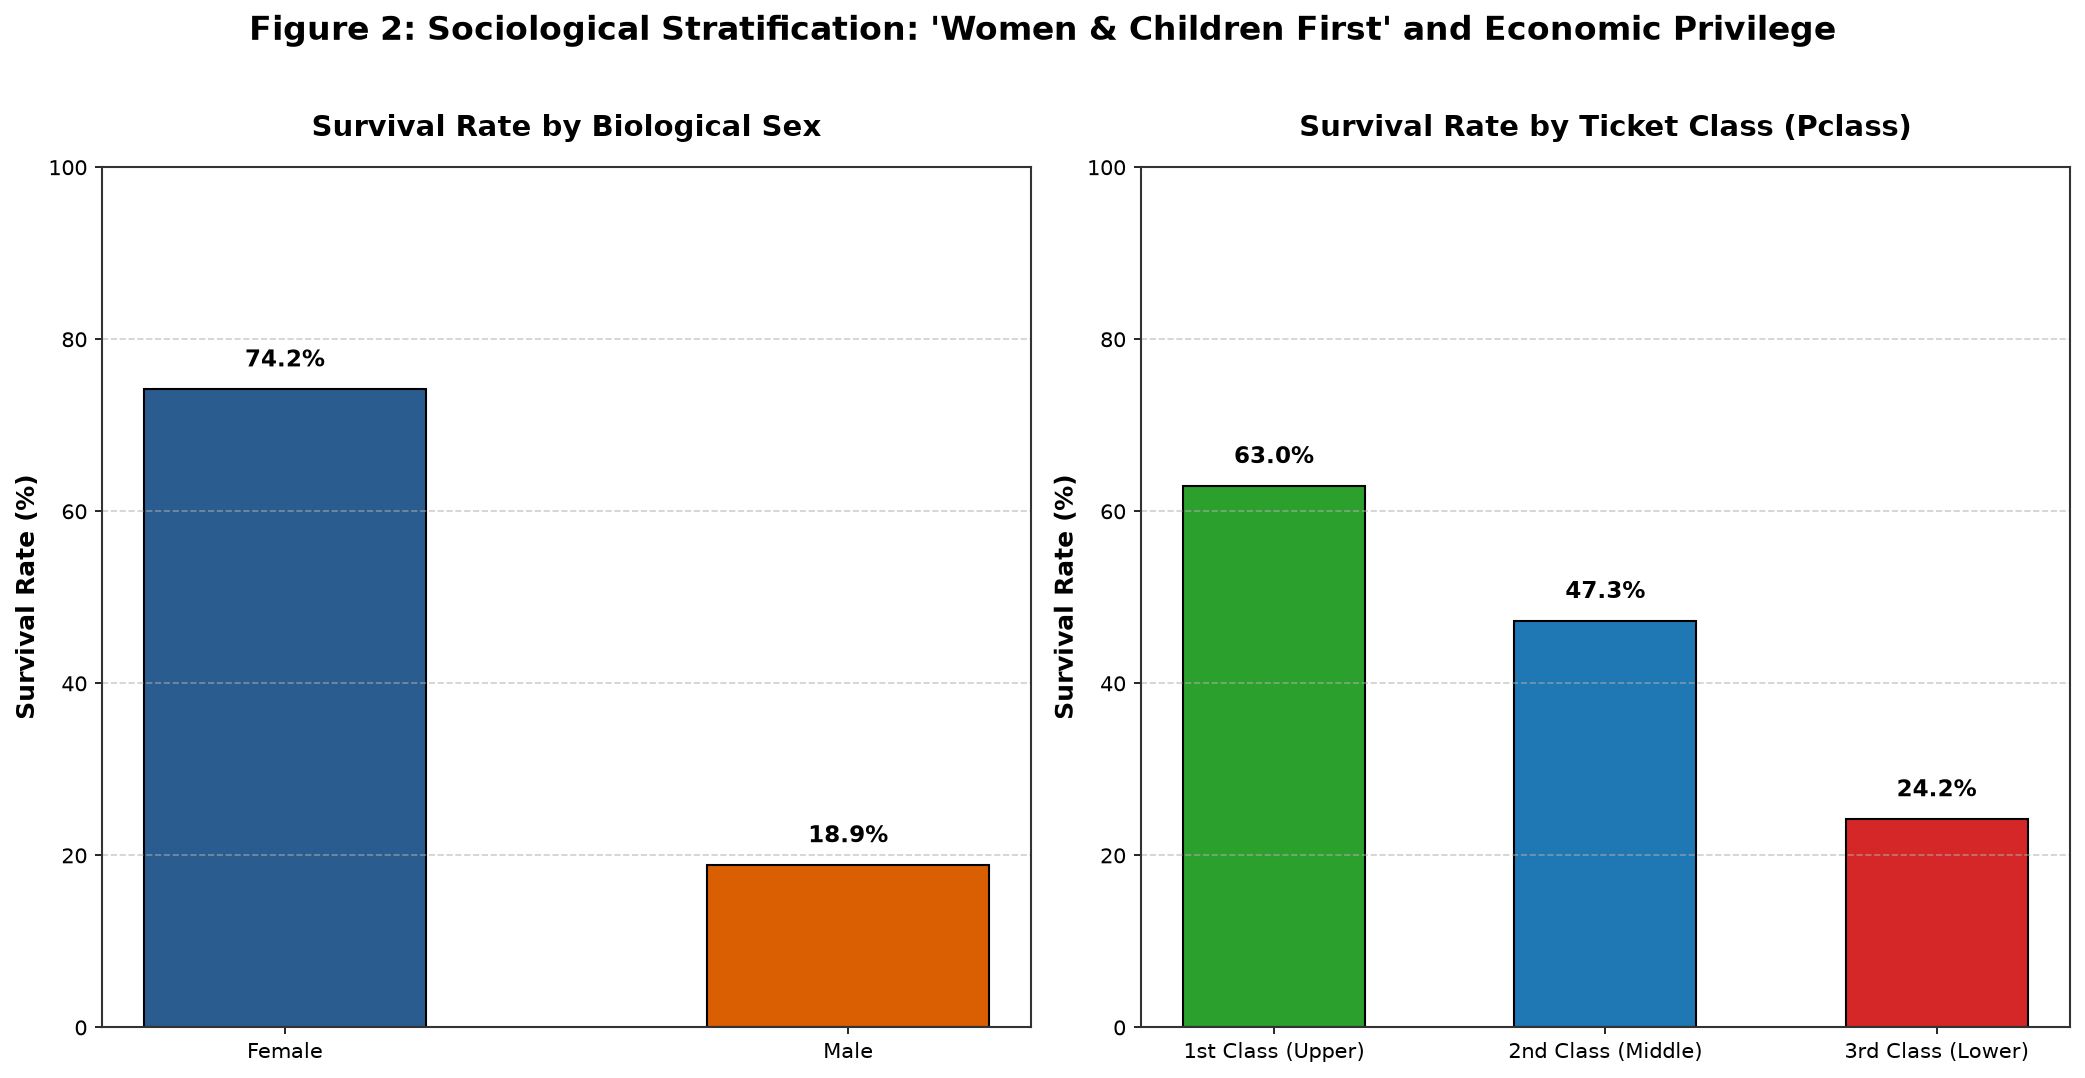 Figure 2: Sociological Stratification: 'Women & Children First' and Economic Privilege
Survival Rate by Biological Sex
Survival Rate (%)
100
80
60
40
20
0
74.2%
18.9%
Female
Male
Survival Rate by Ticket Class (Pclass)
Survival Rate (%)
100
80
60
40
20
0
63.0%
47.3%
24.2%
1st Class (Upper)
2nd Class (Middle)
3rd Class (Lower)